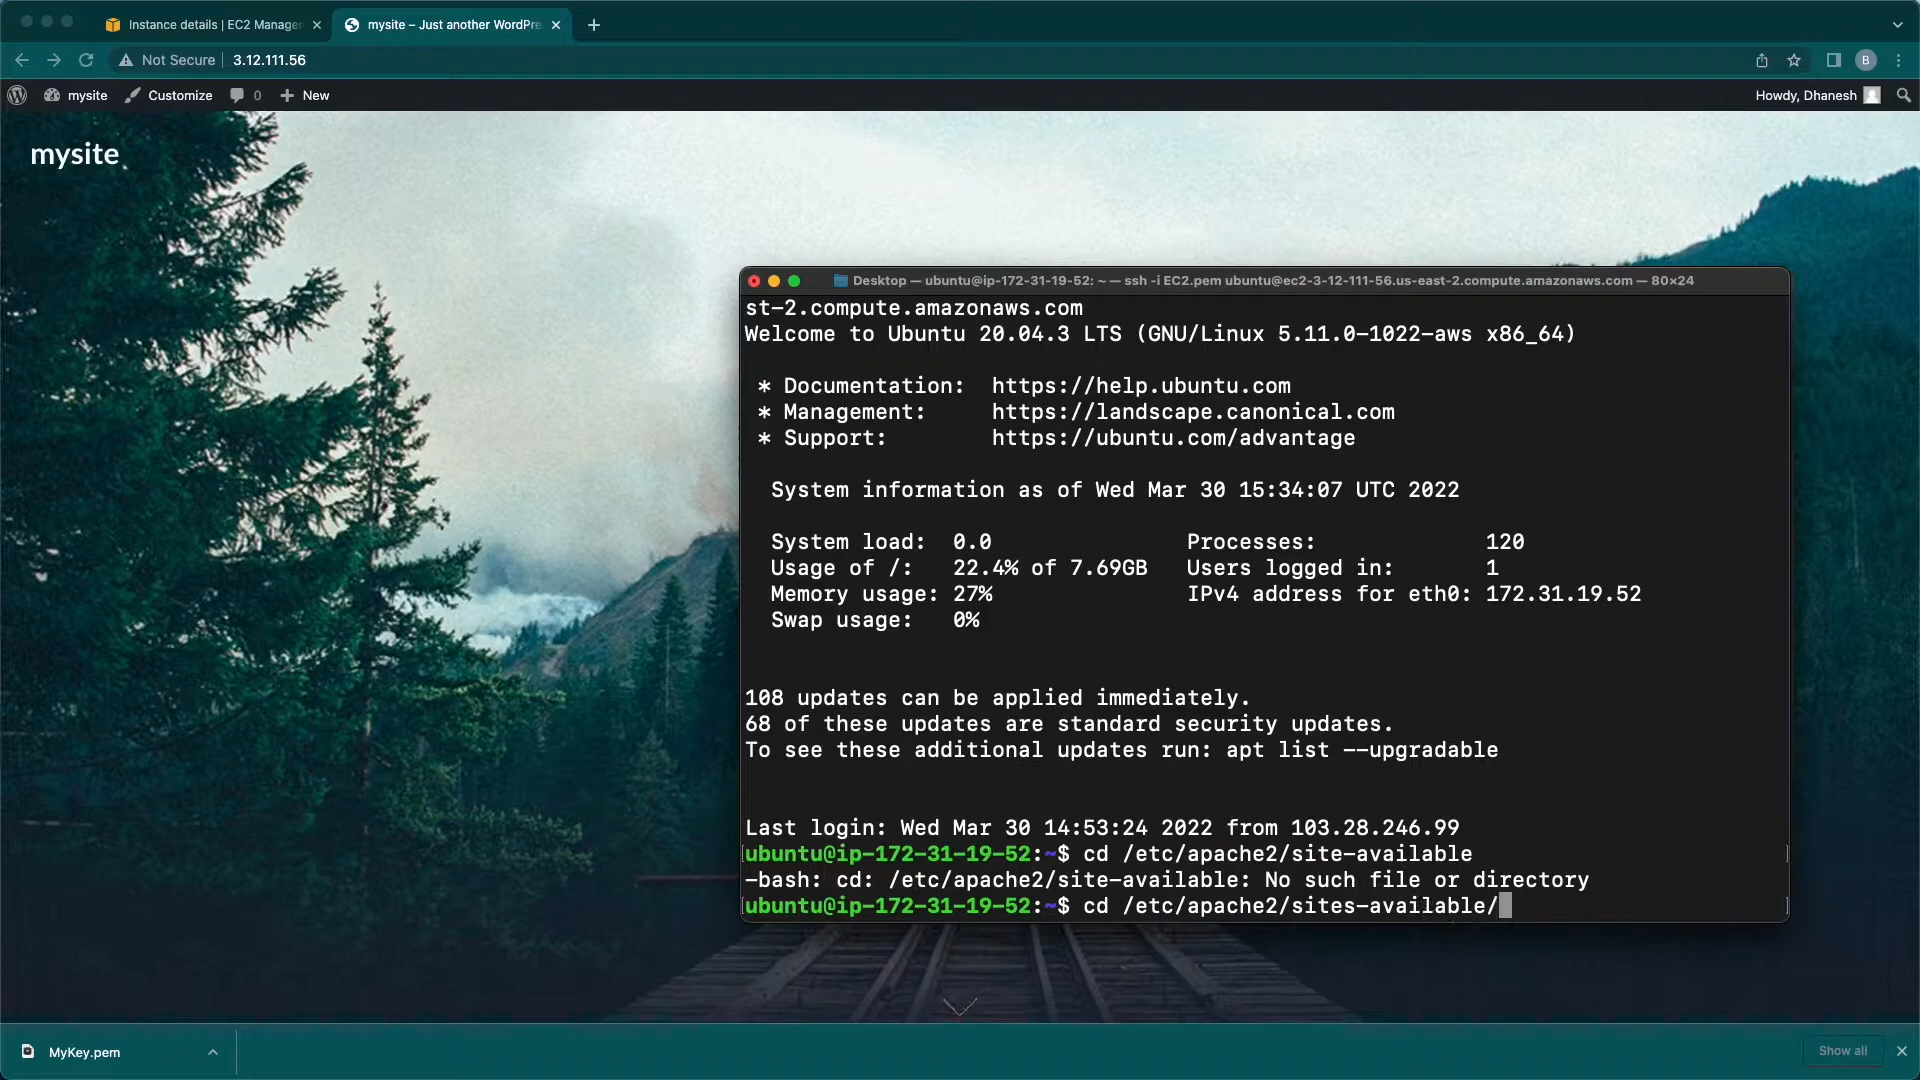 Instance details | EC2 Manage
mysite – Just another WordPre
Not Secure
3.12.111.56
B
mysite
Customize
0
New
Howdy, Dhanesh
mysite
Desktop — ubuntu@ip-172-31-19-52: ~ — ssh -i EC2.pem ubuntu@ec2-3-12-111-56.us-east-2.compute.amazonaws.com — 80×24
st-2.compute.amazonaws.com
Welcome to Ubuntu 20.04.3 LTS (GNU/Linux 5.11.0-1022-aws x86_64)
* Documentation:  https://help.ubuntu.com
* Management:     https://landscape.canonical.com
* Support:        https://ubuntu.com/advantage
System information as of Wed Mar 30 15:34:07 UTC 2022
System load:  0.0               Processes:             120
Usage of /:   22.4% of 7.69GB   Users logged in:       1
Memory usage: 27%               IPv4 address for eth0: 172.31.19.52
Swap usage:   0%
108 updates can be applied immediately.
68 of these updates are standard security updates.
To see these additional updates run: apt list --upgradable
Last login: Wed Mar 30 14:53:24 2022 from 103.28.246.99
[ubuntu@ip-172-31-19-52:~$ cd /etc/apache2/site-available ]
-bash: cd: /etc/apache2/site-available: No such file or directory
[ubuntu@ip-172-31-19-52:~$ cd /etc/apache2/sites-available/ ]
MyKey.pem
Show all